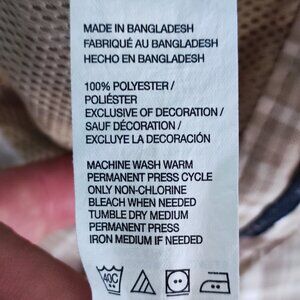 MADE IN BANGLADESH
FABRIQUÉ AU BANGLADESH
HECHO EN BANGLADESH
100% POLYESTER /
POLIÉSTER
EXCLUSIVE OF DECORATION /
SAUF DÉCORATION /
EXCLUYE LA DECORACIÓN
MACHINE WASH WARM
PERMANENT PRESS CYCLE
ONLY NON-CHLORINE
BLEACH WHEN NEEDED
TUMBLE DRY MEDIUM
PERMANENT PRESS
IRON MEDIUM IF NEEDED
40C